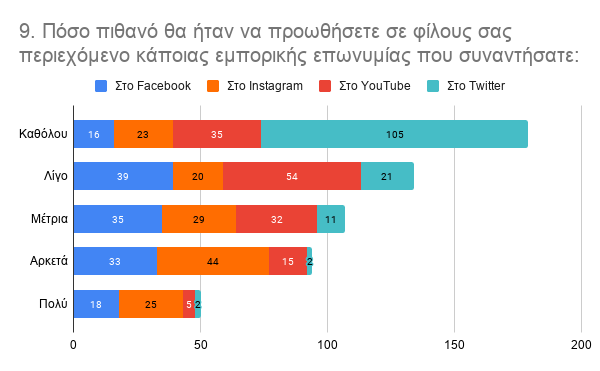 9. Πόσο πιθανό θα ήταν να προωθήσετε σε φίλους σας
περιεχόμενο κάποιας εμπορικής επωνυμίας που συναντήσατε:
Στο Facebook Στο Instagram Στο YouTube Στο Twitter
Καθόλου 16 23 35 105
Λίγο 39 20 54 21
Μέτρια 35 29 32 11
Αρκετά 33 44 15 2
Πολύ 18 25 5 2
0 50 100 150 200